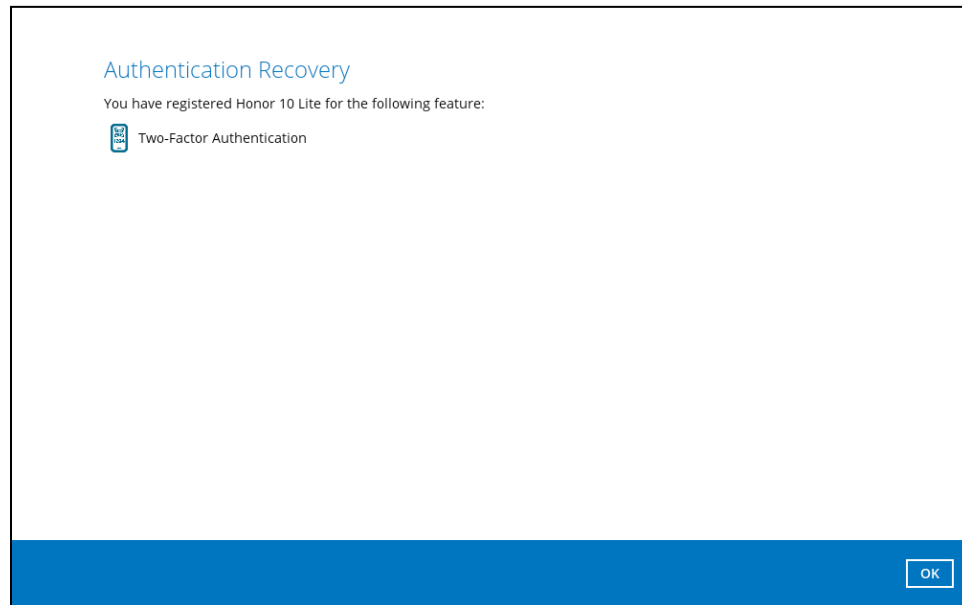 Authentication Recovery
You have registered Honor 10 Lite for the following feature:
Two-Factor Authentication
OK